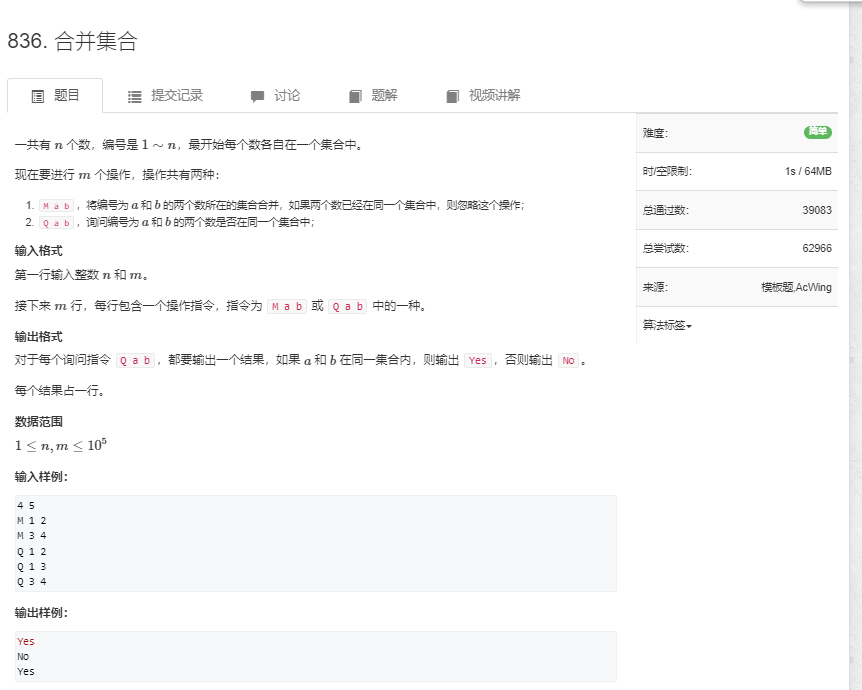 836. 合并集合
题目 提交记录 讨论 题解 视频讲解
一共有 n 个数，编号是 1 ∼ n，最开始每个数各自在一个集合中。
现在要进行 m 个操作，操作共有两种：
1. M a b ，将编号为 a 和 b 的两个数所在的集合合并，如果两个数已经在同一个集合中，则忽略这个操作；
2. Q a b ，询问编号为 a 和 b 的两个数是否在同一个集合中；
输入格式
第一行输入整数 n 和 m。
接下来 m 行，每行包含一个操作指令，指令为 M a b 或 Q a b 中的一种。
输出格式
对于每个询问指令 Q a b ，都要输出一个结果，如果 a 和 b 在同一集合内，则输出 Yes ，否则输出 No 。
每个结果占一行。
数据范围
1 ≤ n, m ≤ 10⁵
输入样例：
4 5
M 1 2
M 3 4
Q 1 2
Q 1 3
Q 3 4
输出样例：
Yes
No
Yes
难度： 简单
时/空限制： 1s / 64MB
总通过数： 39083
总尝试数： 62966
来源： 模板题,AcWing
算法标签